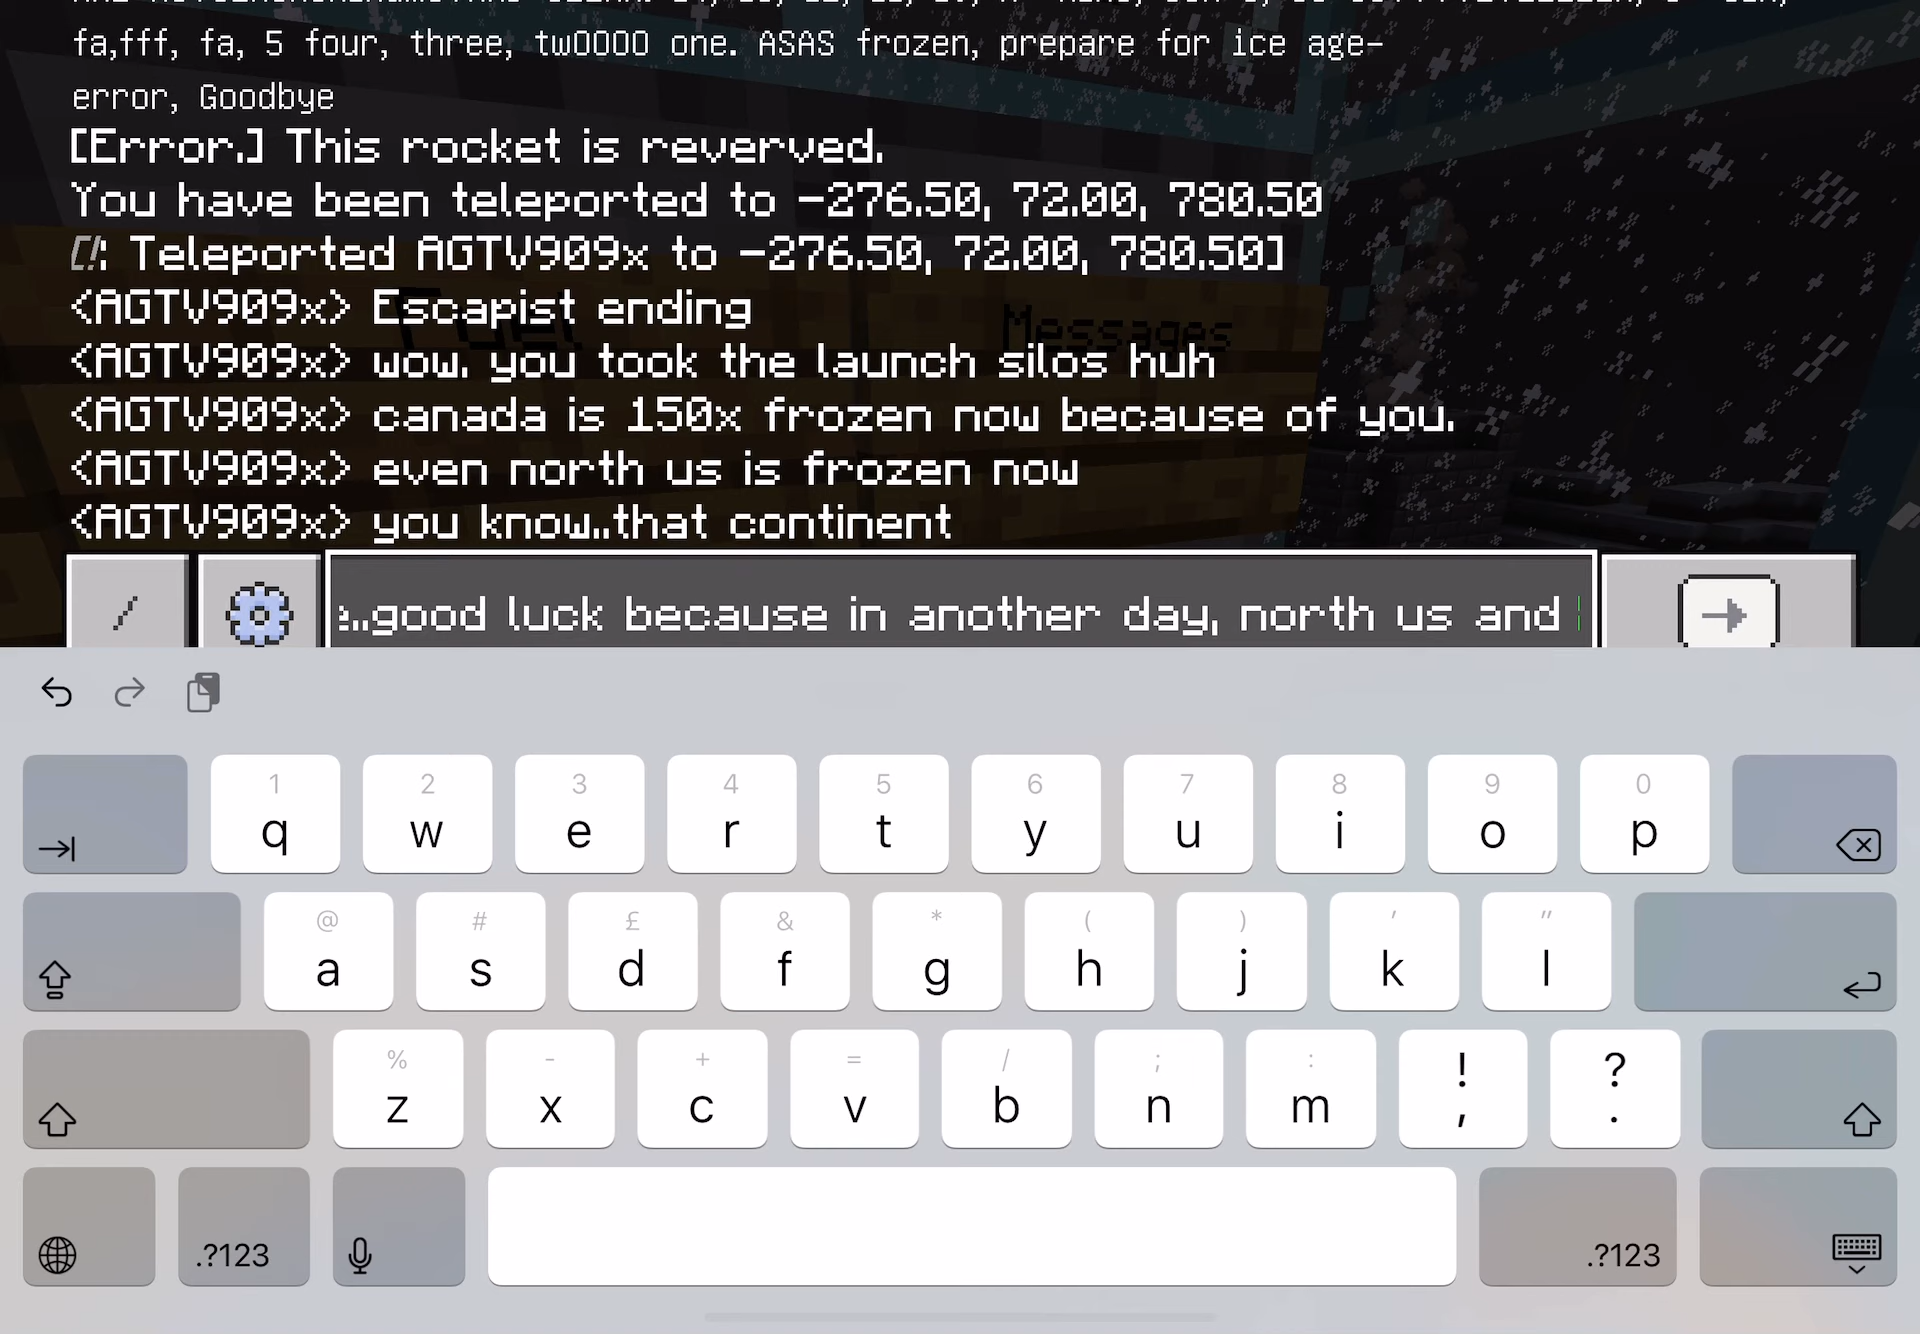 fa,fff, fa, 5 four, three, twOOOO one. ASAS frozen, prepare for ice age-
error, Goodbye
[Error.] This rocket is reverved.
You have been teleported to -276.50, 72.00, 780.50
[!: Teleported AGTV909x to -276.50, 72.00, 780.50]
<AGTV909x> Escapist ending
Fuel
Messages
<AGTV909x> wow. you took the launch silos huh
<AGTV909x> canada is 150x frozen now because of you.
<AGTV909x> even north us is frozen now
<AGTV909x> you know..that continent
/
..good luck because in another day, north us and
1 2 3 4 5 6 7 8 9 0
q w e r t y u i o p
@ # £ & * ( ) ' "
a s d f g h j k l
% - + = / ; : ! ?
z x c v b n m , .
.?123 .?123